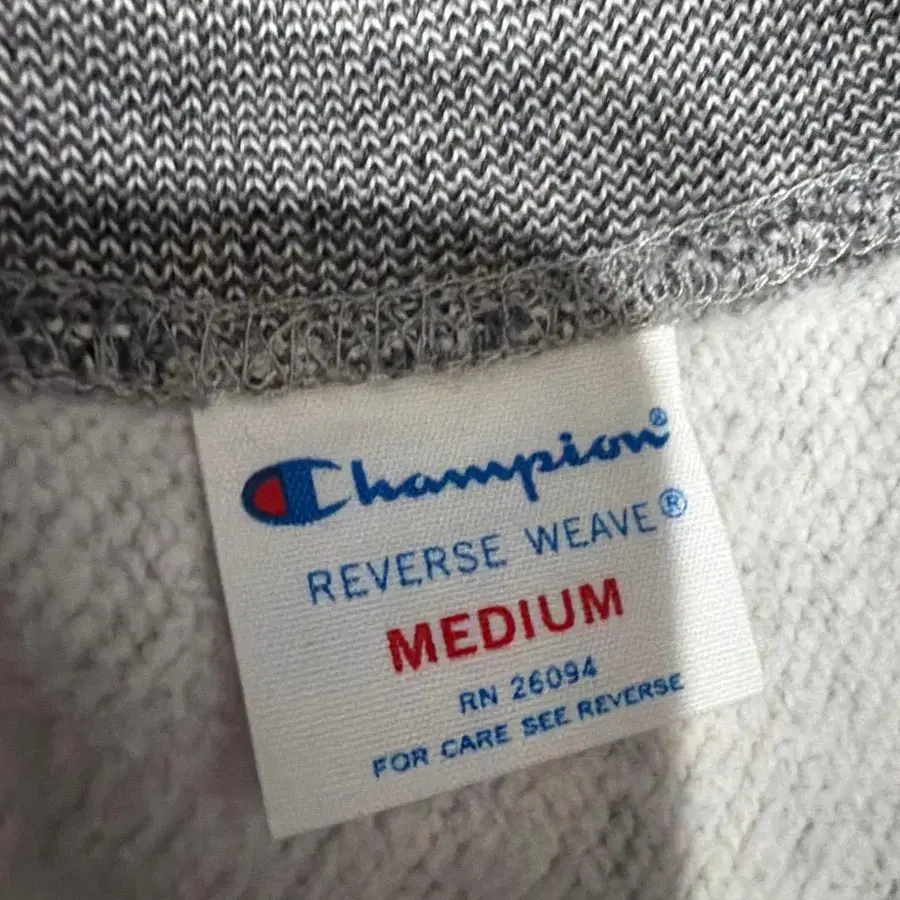 Champion®
REVERSE WEAVE®
MEDIUM
RN 26094
FOR CARE SEE REVERSE